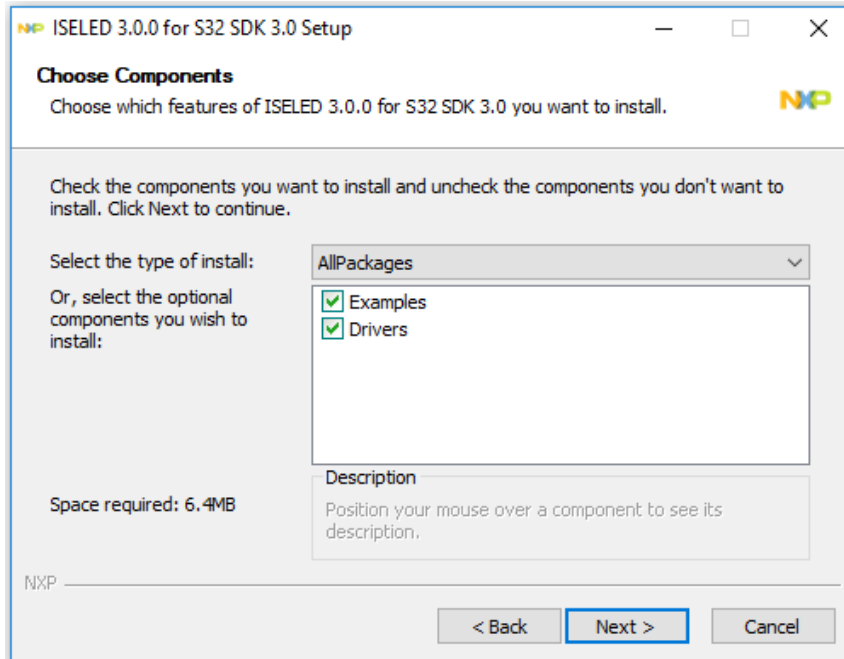 NXP ISELED 3.0.0 for S32 SDK 3.0 Setup
Choose Components
Choose which features of ISELED 3.0.0 for S32 SDK 3.0 you want to install.
NXP
Check the components you want to install and uncheck the components you don't want to
install. Click Next to continue.
Select the type of install:
AllPackages
Or, select the optional
components you wish to
install:
Examples
Drivers
Space required: 6.4MB
Description
Position your mouse over a component to see its
description.
NXP
< Back
Next >
Cancel